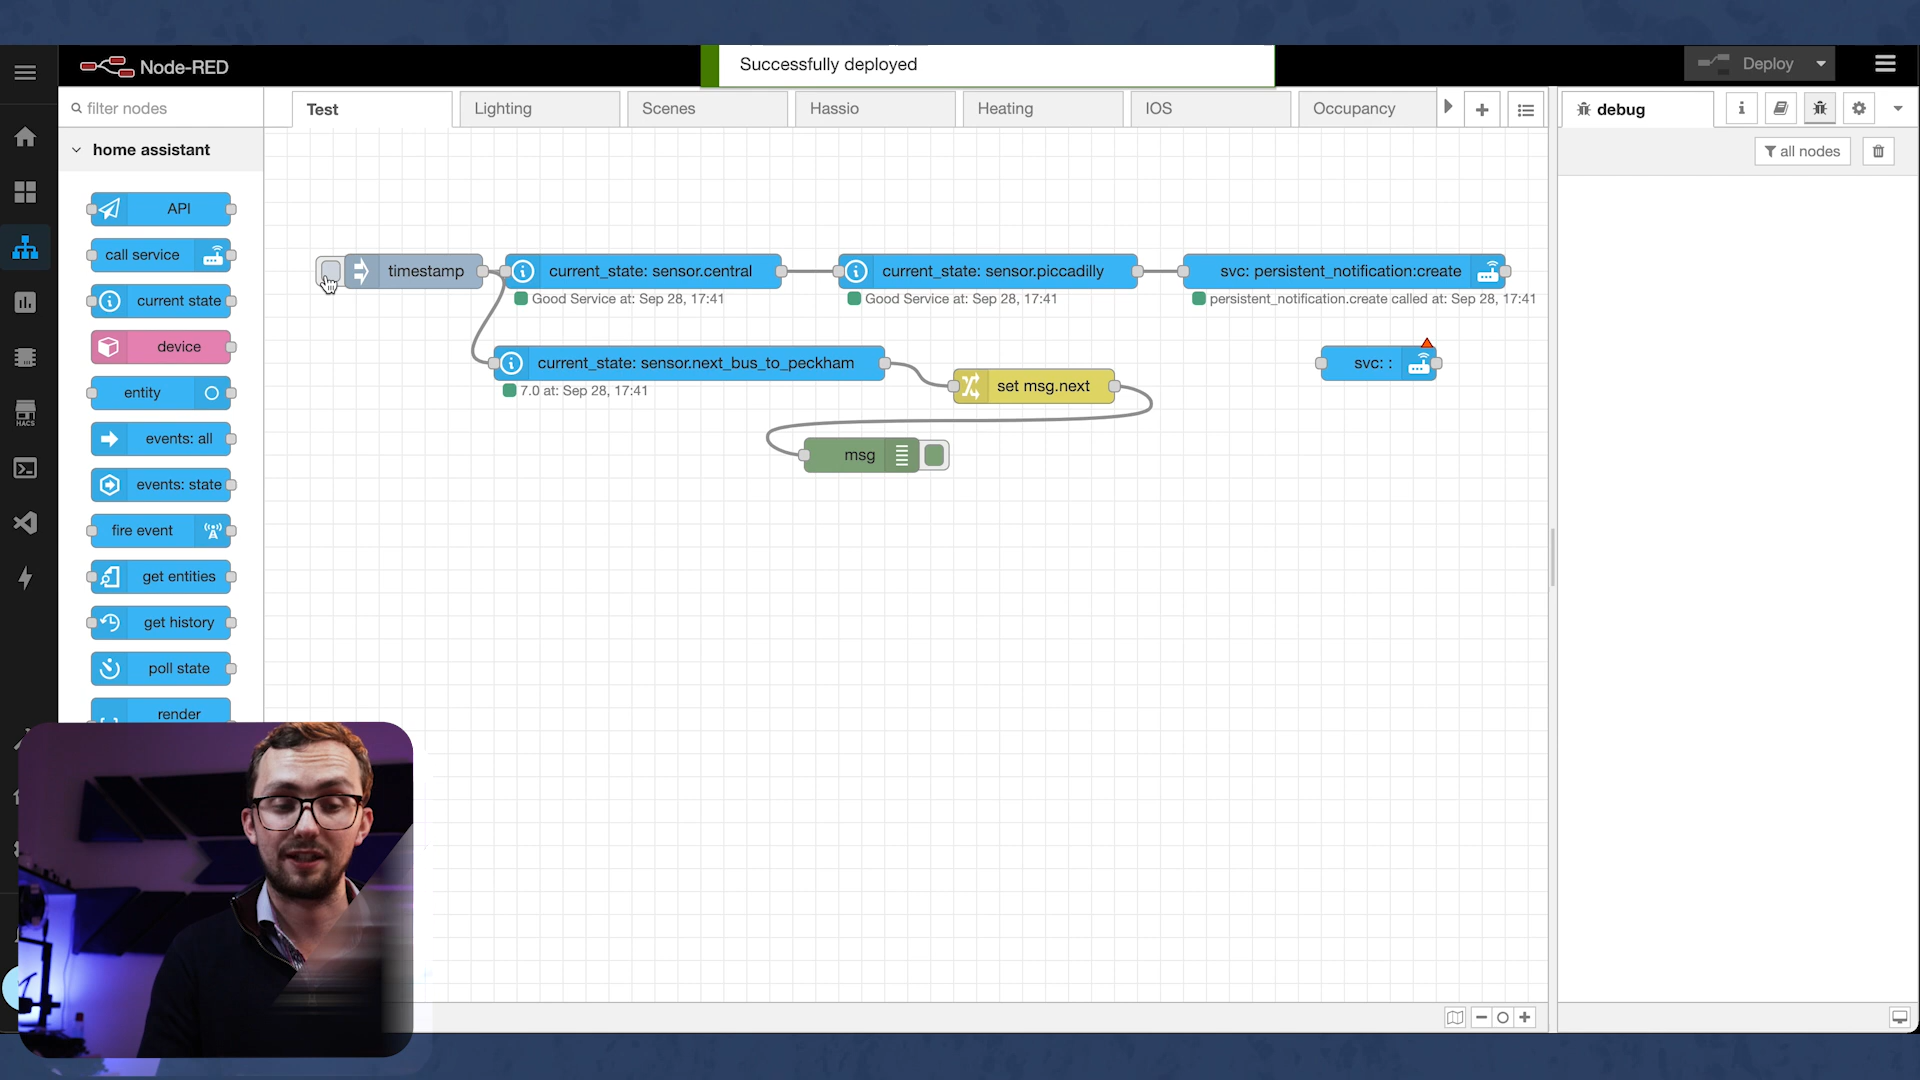 Node-RED
Successfully deployed
Deploy
filter nodes
Test
Lighting
Scenes
Hassio
Heating
IOS
Occupancy
debug
all nodes
home assistant
API
call service
current state
device
entity
events: all
events: state
fire event
get entities
get history
poll state
render
HACS
timestamp
current_state: sensor.central
Good Service at: Sep 28, 17:41
current_state: sensor.piccadilly
Good Service at: Sep 28, 17:41
svc: persistent_notification:create
persistent_notification.create called at: Sep 28, 17:41
current_state: sensor.next_bus_to_peckham
7.0 at: Sep 28, 17:41
set msg.next
svc: :
msg